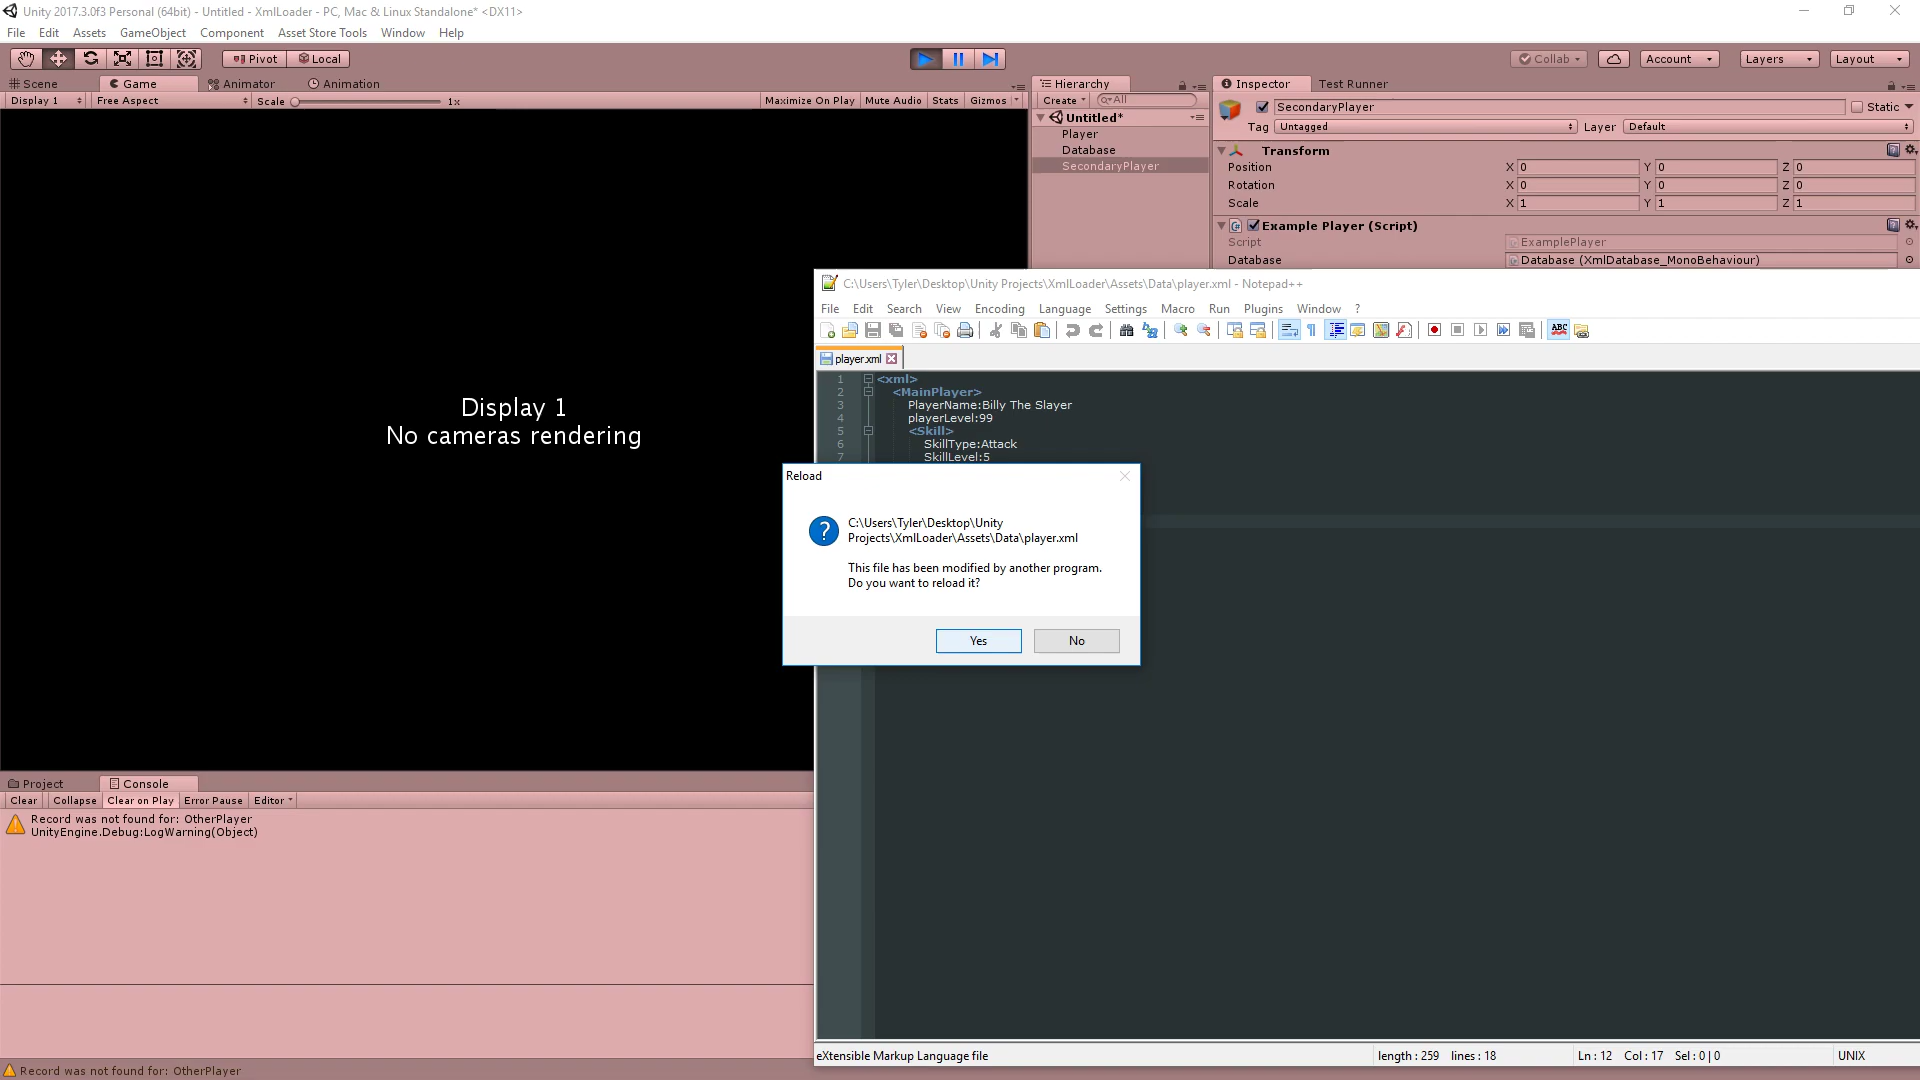 Unity 2017.3.0f3 Personal (64bit) - Untitled - XmlLoader - PC, Mac & Linux Standalone* <DX11>
File Edit Assets GameObject Component Asset Store Tools Window Help
Pivot Local Collab Account Layers Layout
Scene Game Animator Animation
Display 1 Free Aspect Scale 1x Maximize On Play Mute Audio Stats Gizmos
Display 1
No cameras rendering
Hierarchy
Create All
Untitled*
Player
Database
SecondaryPlayer
Inspector Test Runner
SecondaryPlayer Static
Tag Untagged Layer Default
Transform
Position X 0 Y 0 Z 0
Rotation X 0 Y 0 Z 0
Scale X 1 Y 1 Z 1
Example Player (Script)
Script ExamplePlayer
Database Database (XmlDatabase_MonoBehaviour)
C:\Users\Tyler\Desktop\Unity Projects\XmlLoader\Assets\Data\player.xml - Notepad++
File Edit Search View Encoding Language Settings Macro Run Plugins Window ?
ABC
player.xml
1 <xml>
2 <MainPlayer>
3 PlayerName:Billy The Slayer
4 playerLevel:99
5 <Skill>
6 SkillType:Attack
7 SkillLevel:5
Reload
C:\Users\Tyler\Desktop\Unity
Projects\XmlLoader\Assets\Data\player.xml
This file has been modified by another program.
Do you want to reload it?
Yes No
Project Console
Clear Collapse Clear on Play Error Pause Editor
Record was not found for: OtherPlayer
UnityEngine.Debug:LogWarning(Object)
eXtensible Markup Language file length : 259 lines : 18 Ln : 12 Col : 17 Sel : 0 | 0 UNIX
Record was not found for: OtherPlayer